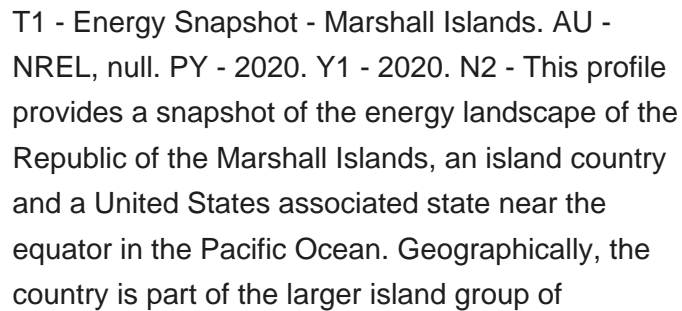 T1 - Energy Snapshot - Marshall Islands. AU -
NREL, null. PY - 2020. Y1 - 2020. N2 - This profile
provides a snapshot of the energy landscape of the
Republic of the Marshall Islands, an island country
and a United States associated state near the
equator in the Pacific Ocean. Geographically, the
country is part of the larger island group of